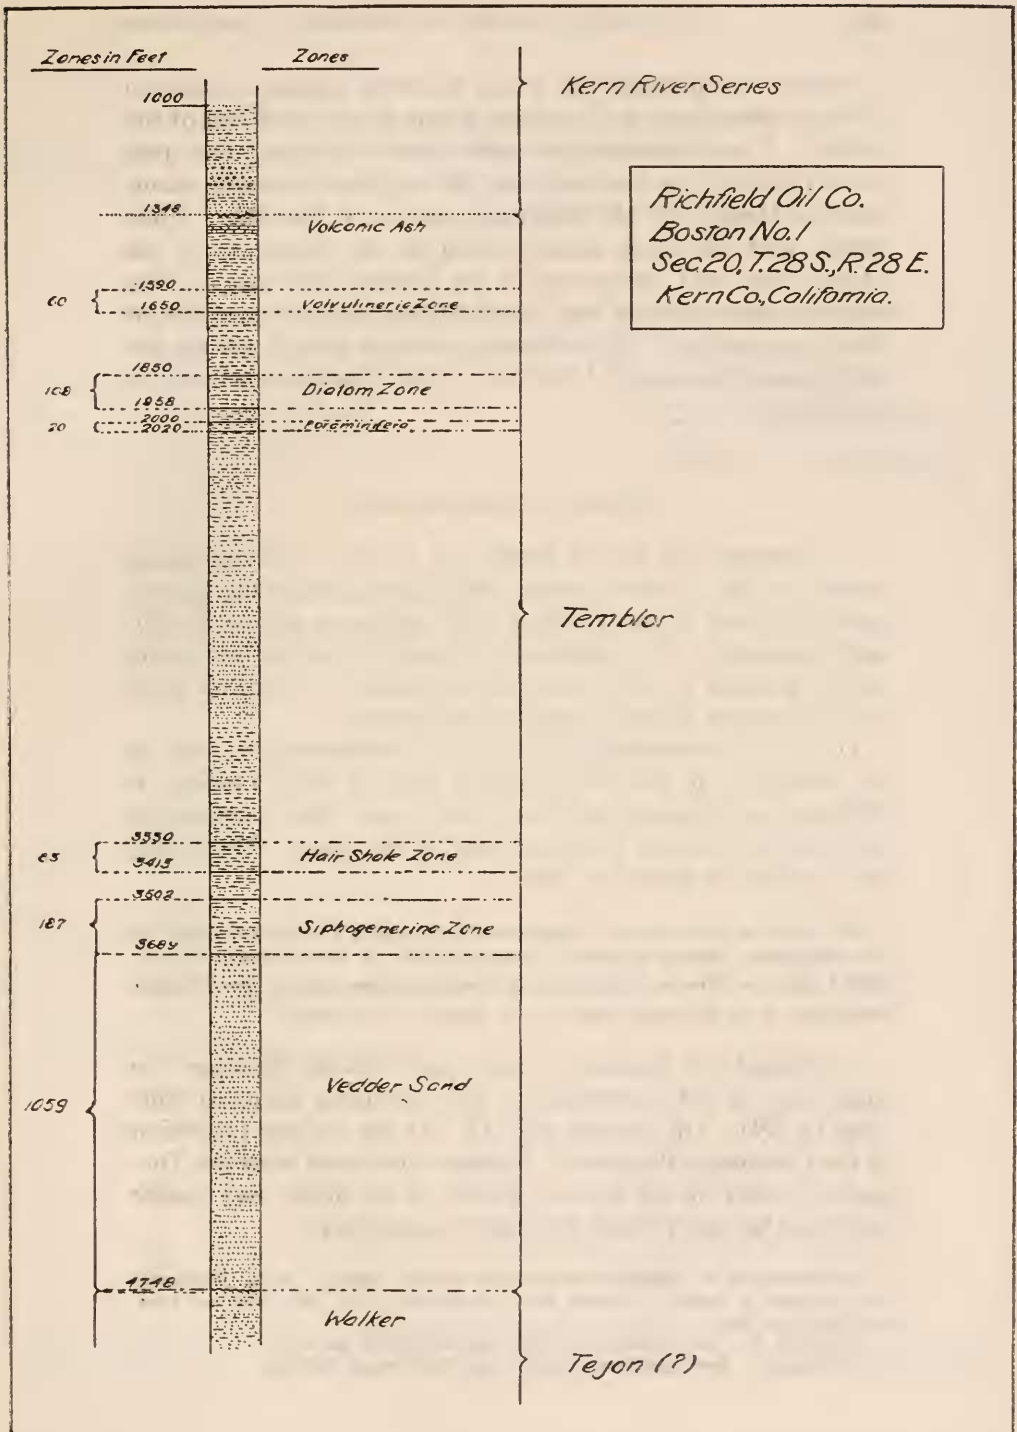 Zones in Feet Zones
Kern River Series
1000
Richfield Oil Co.
Boston No. 1
Sec. 20, T. 28 S., R. 28 E.
Kern Co., California.
1348
Volcanic Ash
1590
60 1650 Valvulineria Zone
1850
108 Diatom Zone
1958
2000
20 2020 Foraminifera
Temblor
3330
85 Hair Shale Zone
3415
3502
187 Siphogenerina Zone
3689
Vedder Sand
1059
4748
Walker
Tejon (?)